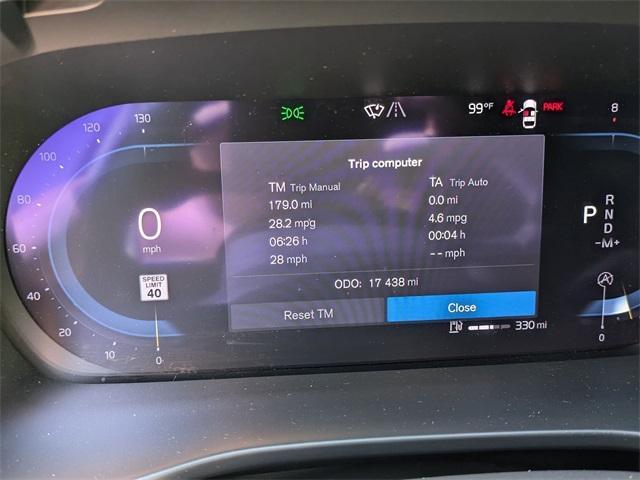 99°F PARK
8
130
120
100
80
60
40
20
10
0
0
mph
SPEED
LIMIT
40
Trip computer
TM Trip Manual
179.0 mi
28.2 mpg
06:26 h
28 mph
TA Trip Auto
0.0 mi
4.6 mpg
00:04 h
-- mph
ODO: 17 438 mi
Reset TM
Close
330 mi
P
R
N
D
-M+
A
0